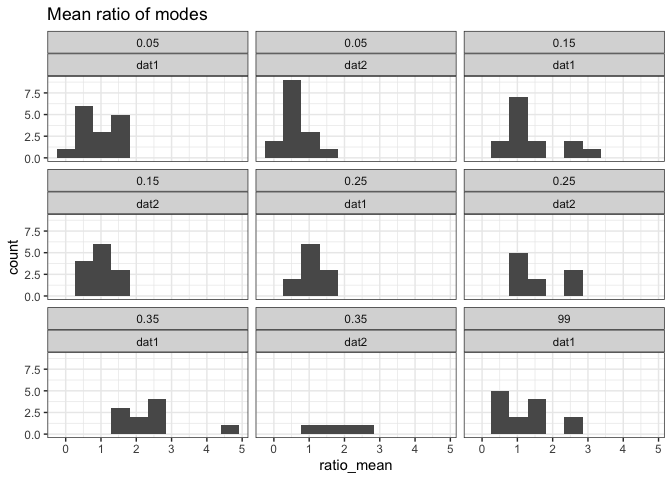 Mean ratio of modes
0.05 0.05 0.15
dat1 dat2 dat1
7.5
5.0
2.5
0.0
0.15 0.25 0.25
dat2 dat1 dat2
7.5
5.0
2.5
0.0
count
0.35 0.35 99
dat1 dat2 dat1
7.5
5.0
2.5
0.0
0 1 2 3 4 5 0 1 2 3 4 5 0 1 2 3 4 5
ratio_mean